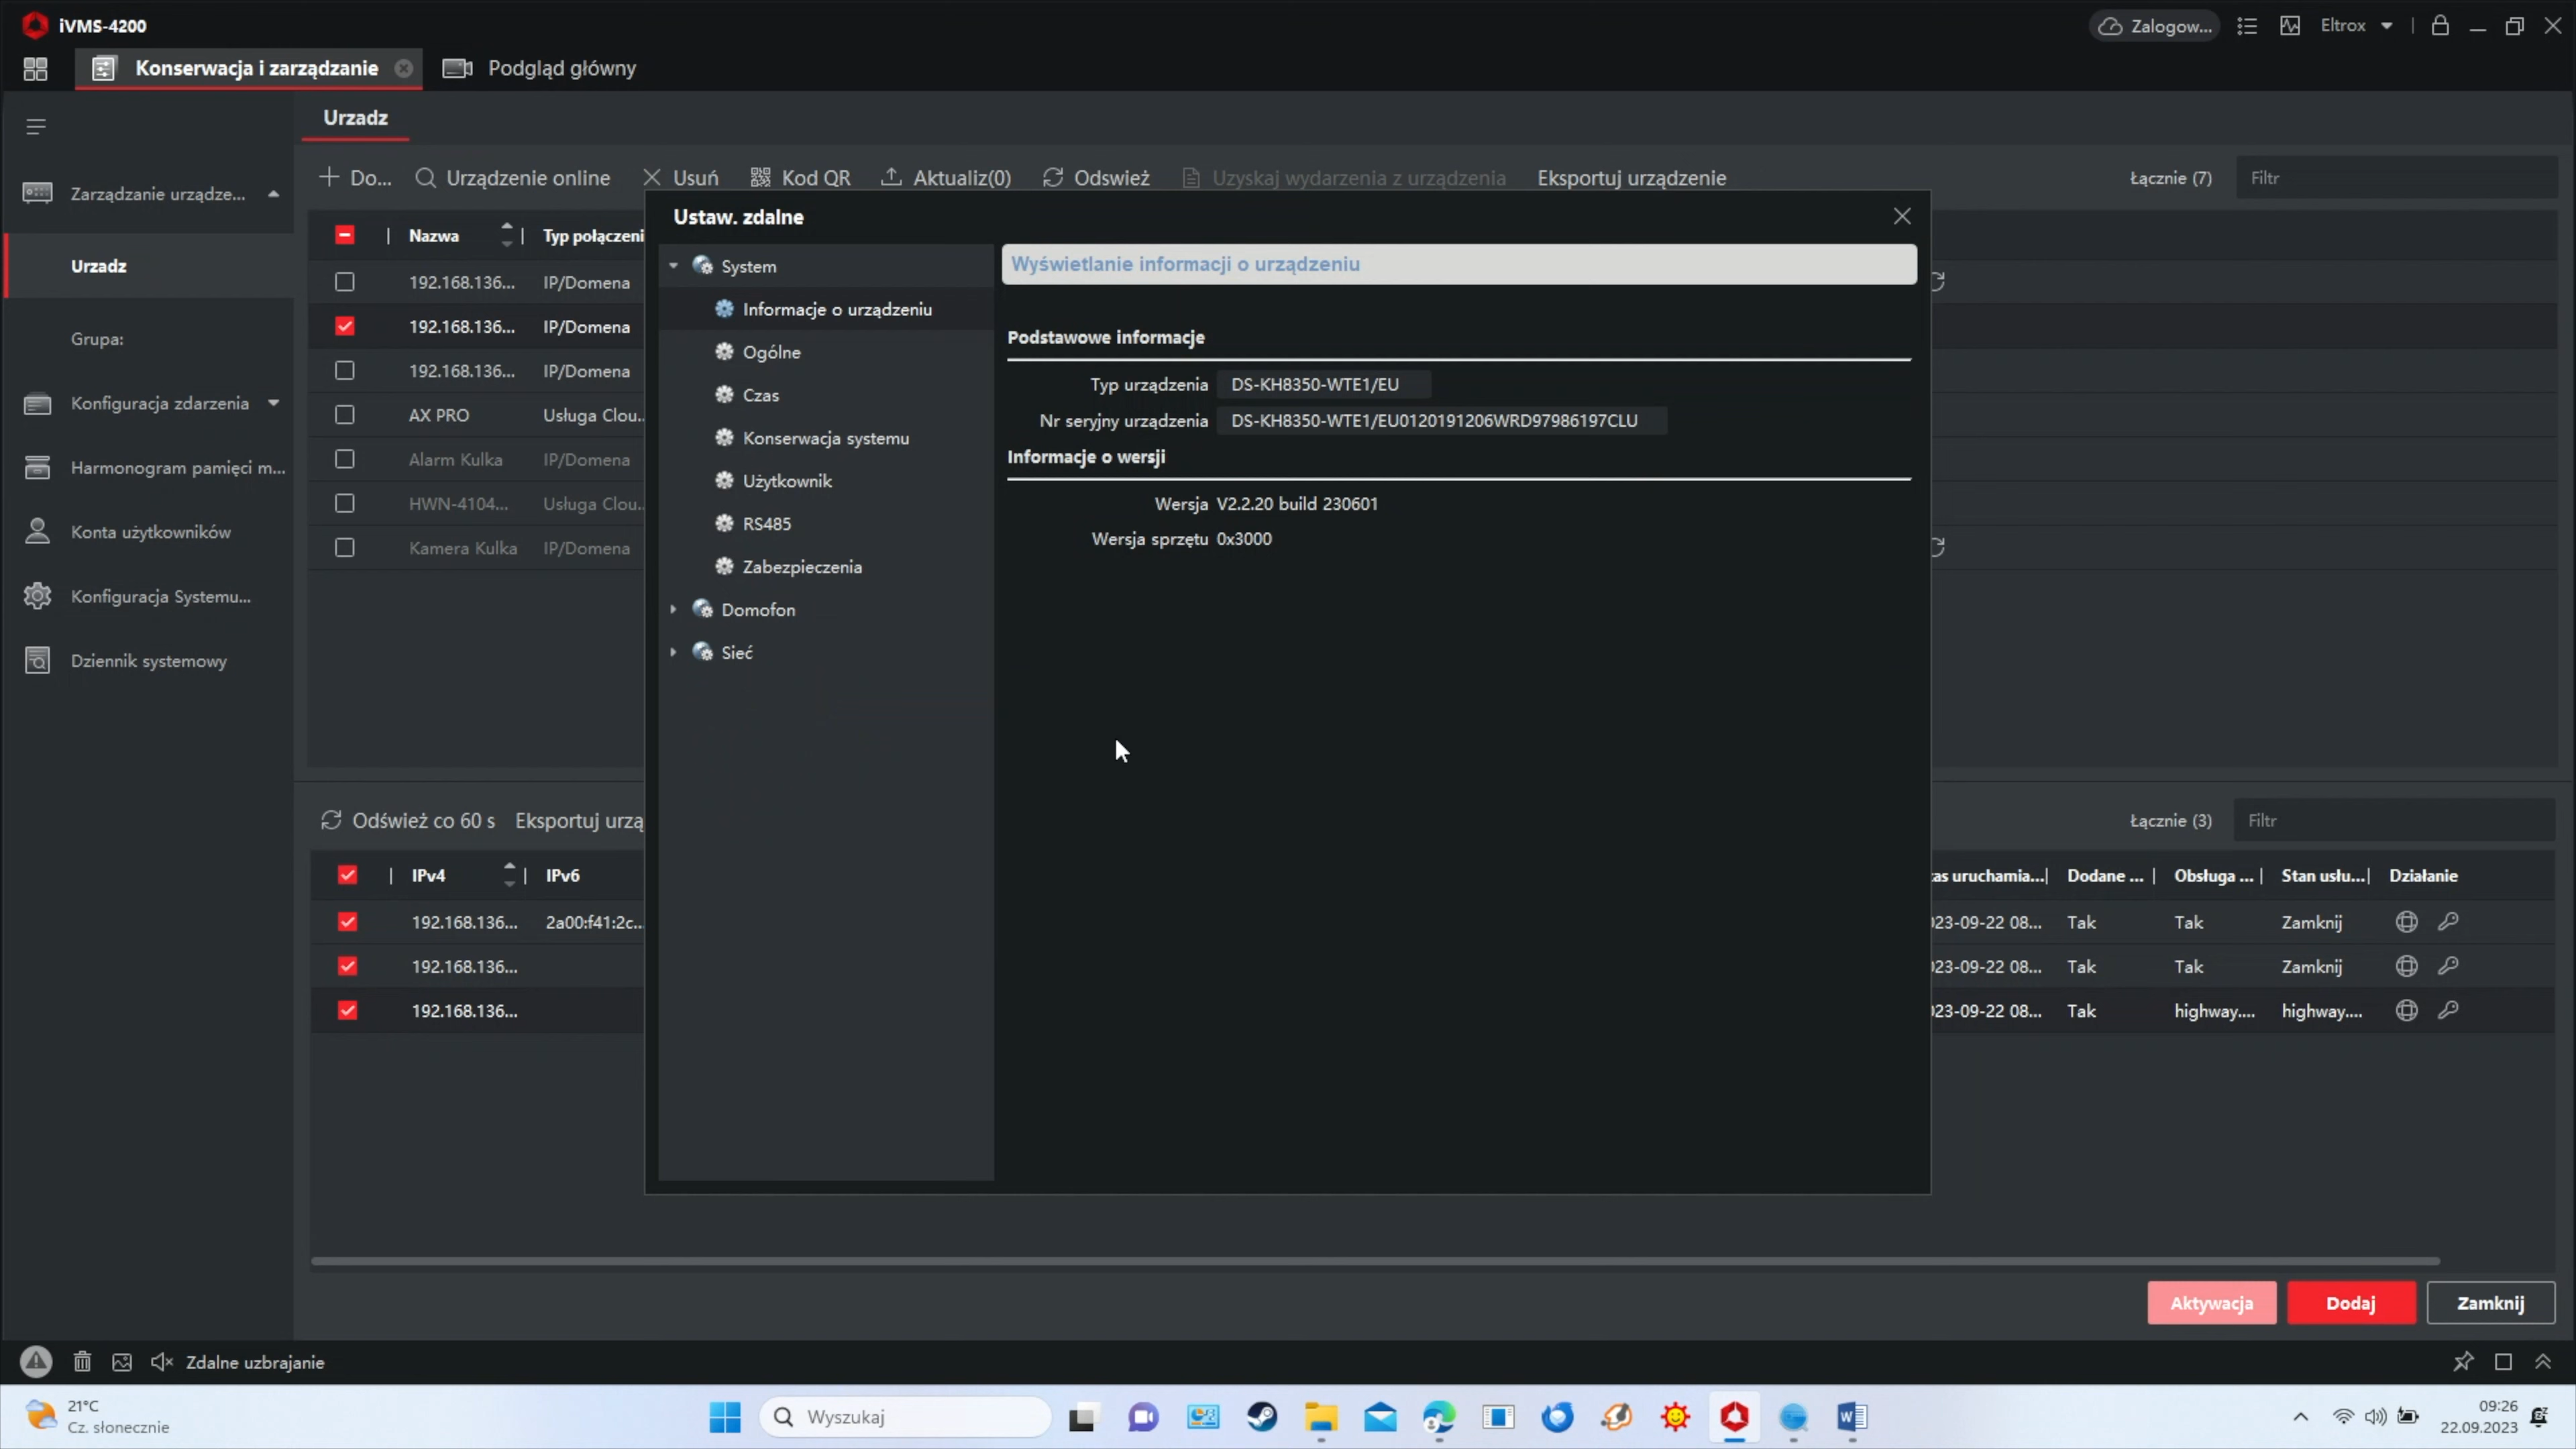 iVMS-4200
Zalogow...
Eltrox
Konserwacja i zarządzanie
Podgląd główny
Urzadz
Zarządzanie urządze...
Urzadz
Grupa:
Konfiguracja zdarzenia
Harmonogram pamięci m...
Konta użytkowników
Konfiguracja Systemu...
Dziennik systemowy
Do...
Urządzenie online
Usuń
Kod QR
Aktualiz(0)
Odswież
Uzyskaj wydarzenia z urządzenia
Eksportuj urządzenie
Łącznie (7)
Filtr
Nazwa
Typ połączeni
192.168.136... IP/Domena
192.168.136... IP/Domena
192.168.136... IP/Domena
AX PRO Usługa Clou...
Alarm Kulka IP/Domena
HWN-4104... Usługa Clou...
Kamera Kulka IP/Domena
Ustaw. zdalne
System
Informacje o urządzeniu
Ogólne
Czas
Konserwacja systemu
Użytkownik
RS485
Zabezpieczenia
Domofon
Sieć
Wyświetlanie informacji o urządzeniu
Podstawowe informacje
Typ urządzenia DS-KH8350-WTE1/EU
Nr seryjny urządzenia DS-KH8350-WTE1/EU0120191206WRD97986197CLU
Informacje o wersji
Wersja V2.2.20 build 230601
Wersja sprzętu 0x3000
Odśwież co 60 s
Eksportuj urzą
Łącznie (3)
Filtr
IPv4 IPv6 as uruchamia... Dodane ... Obsługa ... Stan usłu... Działanie
192.168.136... 2a00:f41:2c... 23-09-22 08... Tak Tak Zamknij
192.168.136... 23-09-22 08... Tak Tak Zamknij
192.168.136... 23-09-22 08... Tak highway.... highway....
Aktywacja
Dodaj
Zamknij
Zdalne uzbrajanie
21°C
Cz. słonecznie
Wyszukaj
09:26
22.09.2023